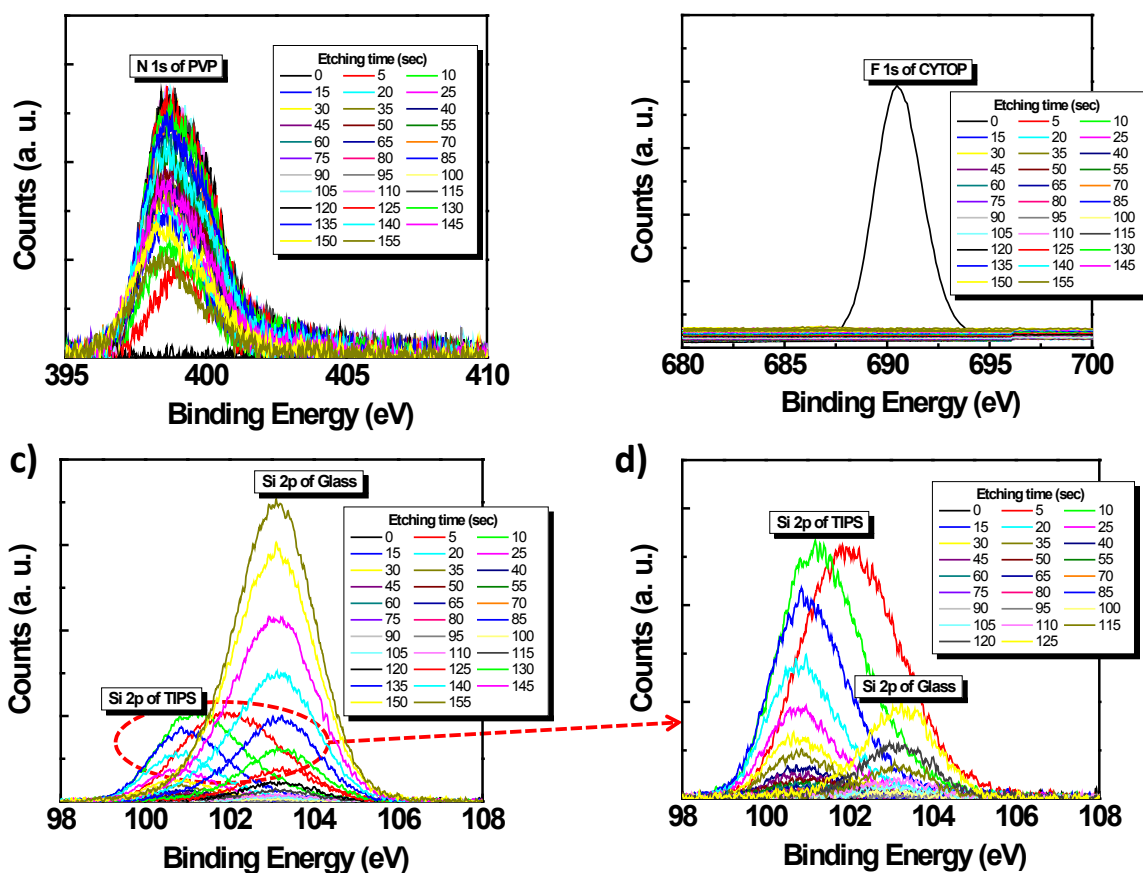 N 1s of PVP
Etching time (sec)
0 5 10
15 20 25
30 35 40
45 50 55
60 65 70
75 80 85
90 95 100
105 110 115
120 125 130
135 140 145
150 155
Counts (a. u.)
395 400 405 410
Binding Energy (eV)
F 1s of CYTOP
Etching time (sec)
0 5 10
15 20 25
30 35 40
45 50 55
60 65 70
75 80 85
90 95 100
105 110 115
120 125 130
135 140 145
150 155
Counts (a. u.)
680 685 690 695 700
Binding Energy (eV)
c)
Si 2p of Glass
Etching time (sec)
0 5 10
15 20 25
30 35 40
45 50 55
60 65 70
75 80 85
90 95 100
105 110 115
120 125 130
135 140 145
150 155
Si 2p of TIPS
Counts (a. u.)
98 100 102 104 106 108
Binding Energy (eV)
d)
Etching time (sec)
0 5 10
15 20 25
30 35 40
45 50 55
60 65 70
75 80 85
90 95 100
105 110 115
120 125
Si 2p of TIPS
Si 2p of Glass
Counts (a. u.)
98 100 102 104 106 108
Binding Energy (eV)